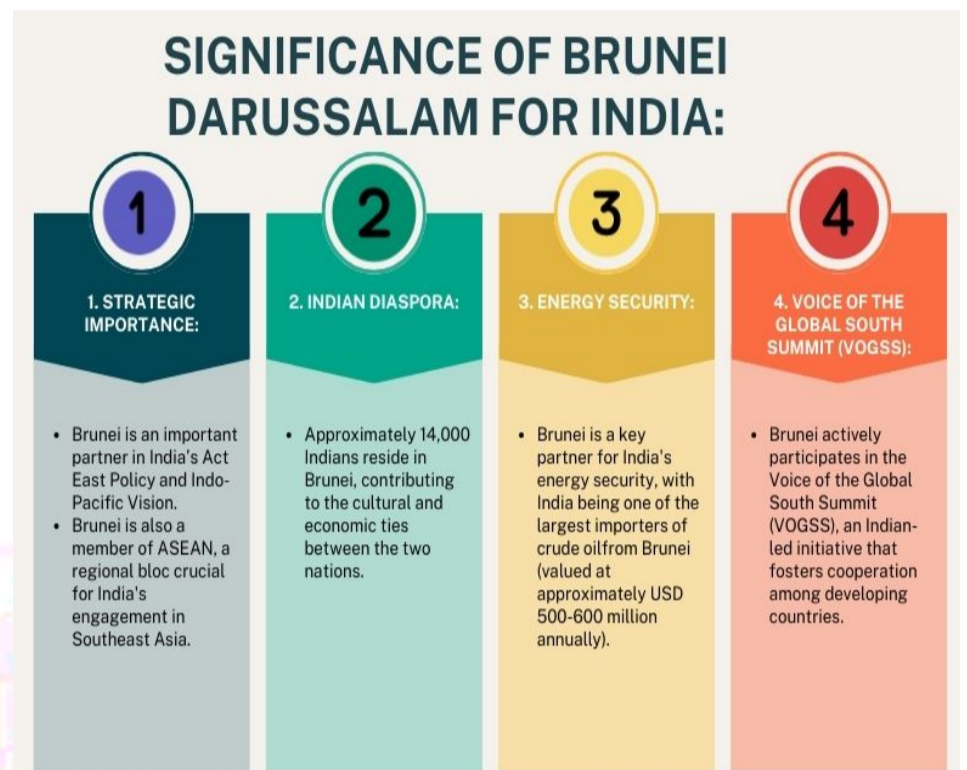 SIGNIFICANCE OF BRUNEI
DARUSSALAM FOR INDIA:
1
1. STRATEGIC
IMPORTANCE:
• Brunei is an important
partner in India's Act
East Policy and Indo-
Pacific Vision.
• Brunei is also a
member of ASEAN, a
regional bloc crucial
for India's
engagement in
Southeast Asia.
2
2. INDIAN DIASPORA:
• Approximately 14,000
Indians reside in
Brunei, contributing
to the cultural and
economic ties
between the two
nations.
3
3. ENERGY SECURITY:
• Brunei is a key
partner for India's
energy security, with
India being one of the
largest importers of
crude oilfrom Brunei
(valued at
approximately USD
500-600 million
annually).
4
4. VOICE OF THE
GLOBAL SOUTH
SUMMIT (VOGSS):
• Brunei actively
participates in the
Voice of the Global
South Summit
(VOGSS), an Indian-
led initiative that
fosters cooperation
among developing
countries.